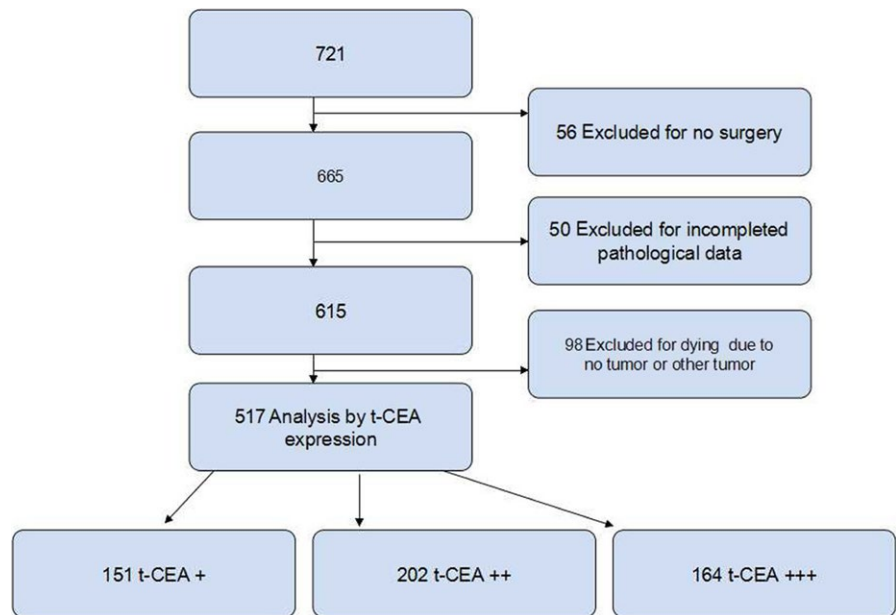 721
56 Excluded for no surgery
665
50 Excluded for incompleted
pathological data
615
98 Excluded for dying due to
no tumor or other tumor
517 Analysis by t-CEA
expression
151 t-CEA +
202 t-CEA ++
164 t-CEA +++